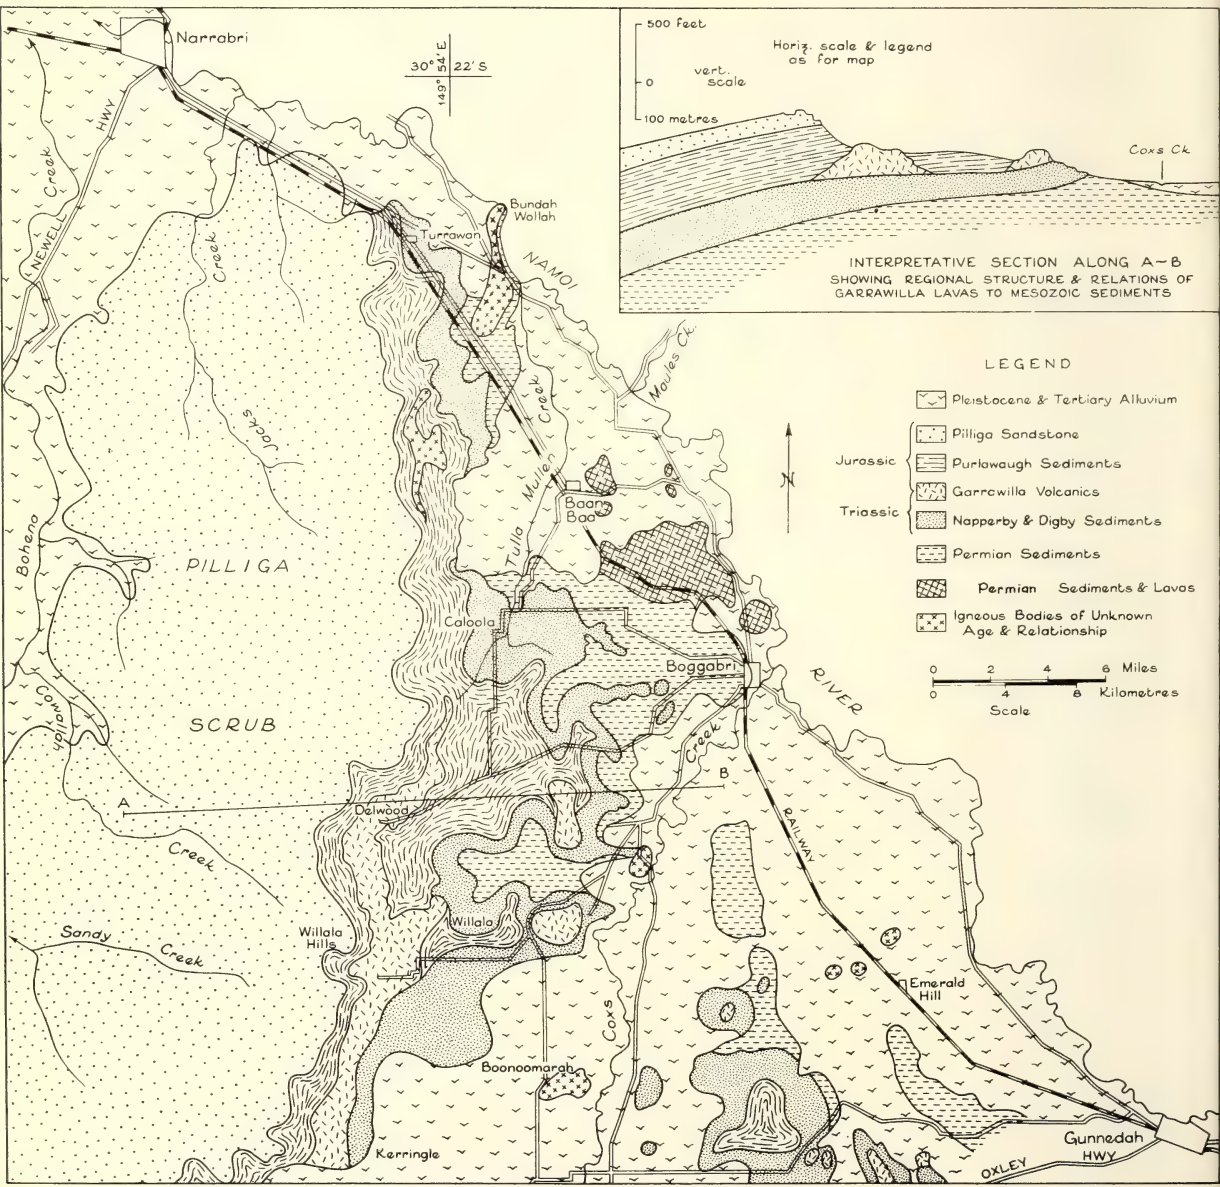 Narrabri
30° 22' S
149° 54' E
HWY
NEWELL
Creek
Creek
Bundah
Wollah
Turrawan
NAMOI
Moules Ck.
Creek
Mullen
Tulla
Jacks
Baan
Baa
Bohena
PILLIGA
Caloola
Boggabri
RIVER
Cow
SCRUB
Yellow
Creek
A
B
Delwood
RAILWAY
Creek
Willala
Hills
Willala
Sandy
Creek
Emerald
Hill
Coxs
Boonoomarah
Kerringle
Gunnedah
HWY
OXLEY
500 feet
0
100 metres
vert.
scale
Horiz. scale & legend
as for map
Coxs Ck
INTERPRETATIVE SECTION ALONG A~B
SHOWING REGIONAL STRUCTURE & RELATIONS OF
GARRAWILLA LAVAS TO MESOZOIC SEDIMENTS
N
LEGEND
Pleistocene & Tertiary Alluvium
Pilliga Sandstone
Jurassic
Purlawaugh Sediments
Garrawilla Volcanics
Triassic
Napperby & Digby Sediments
Permian Sediments
Permian Sediments & Lavas
Igneous Bodies of Unknown
Age & Relationship
0 2 4 6 Miles
0 4 8 Kilometres
Scale